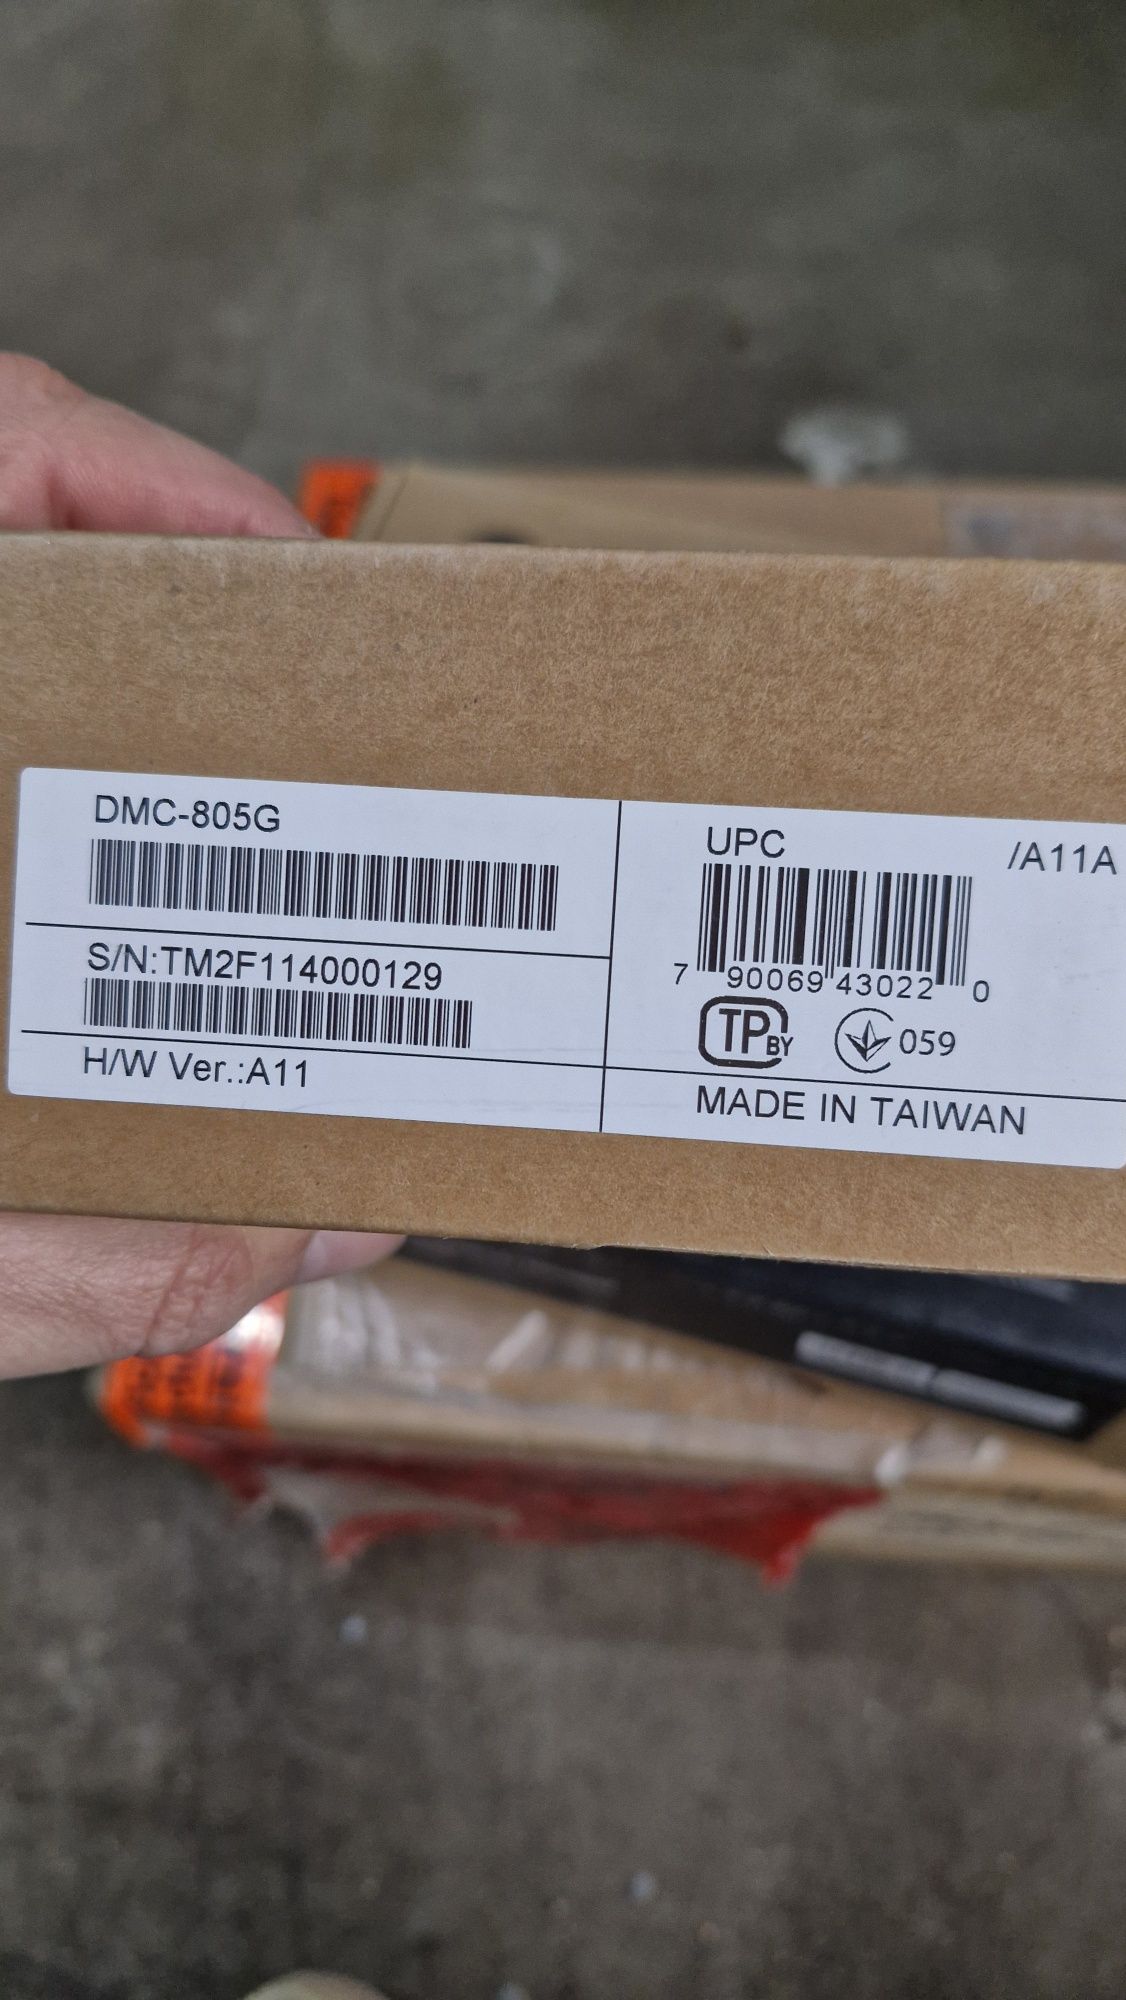 DMC-805G
S/N:TM2F114000129
H/W Ver.:A11
UPC /A11A
7 90069 43022 0
TP BY 059
MADE IN TAIWAN